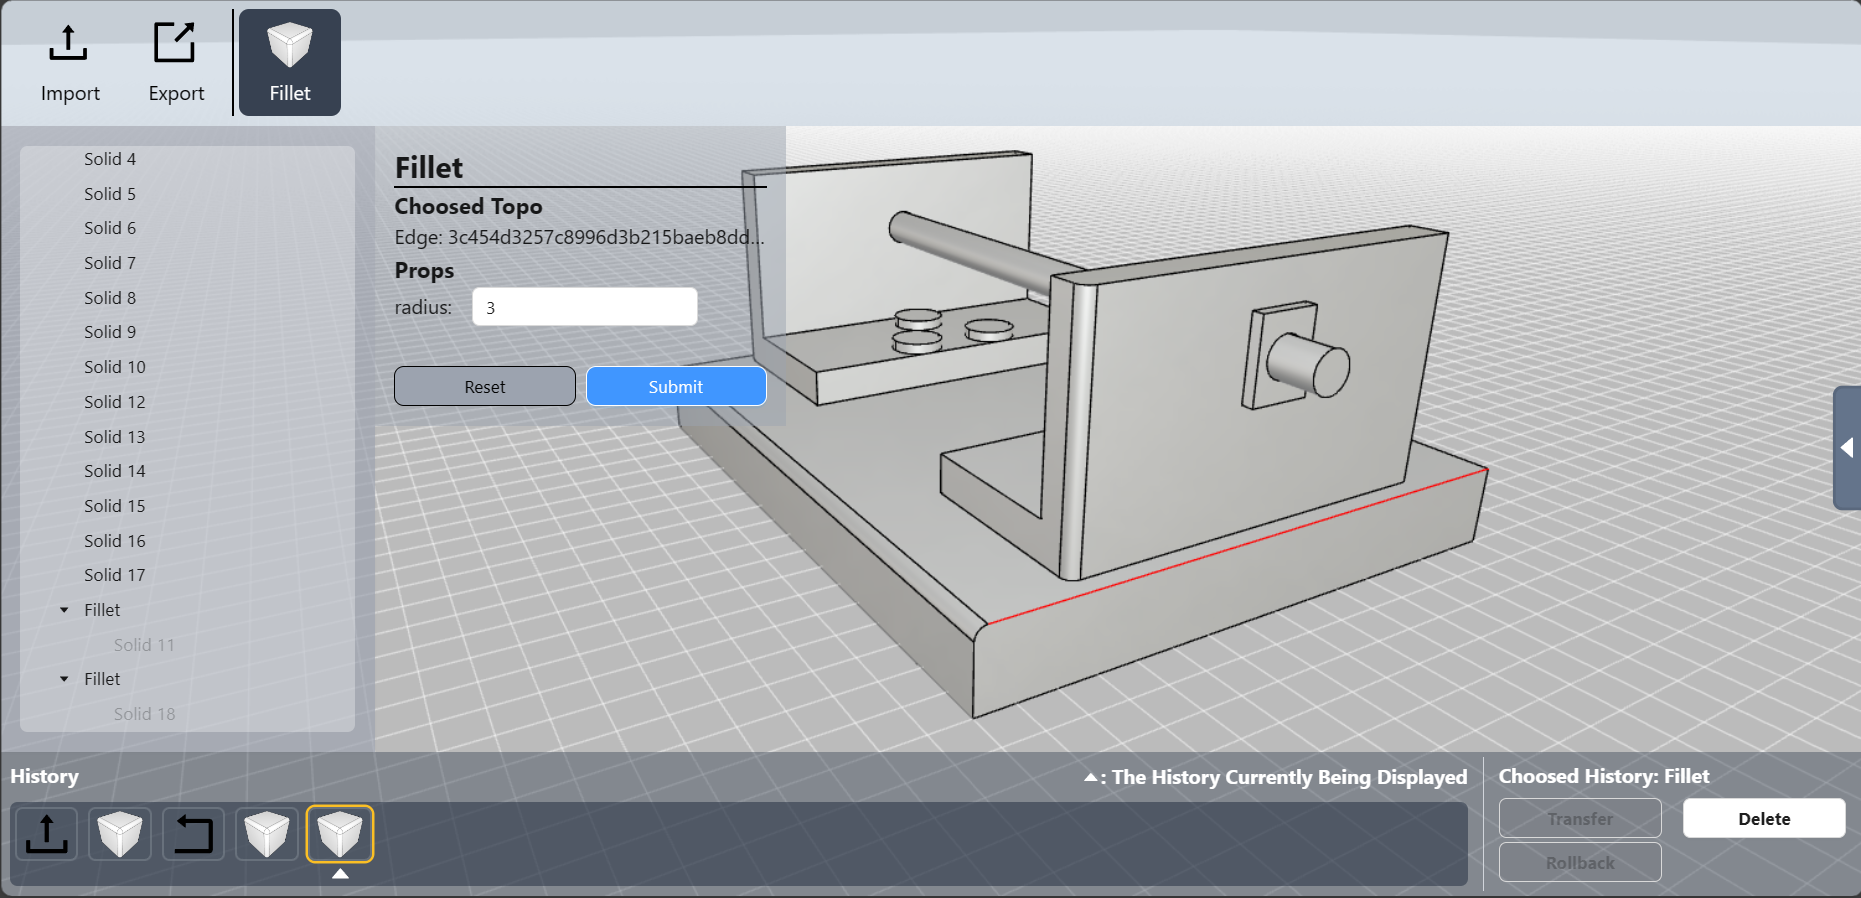 Import
Export
Fillet
Solid 4
Solid 5
Solid 6
Solid 7
Solid 8
Solid 9
Solid 10
Solid 12
Solid 13
Solid 14
Solid 15
Solid 16
Solid 17
Fillet
Solid 11
Fillet
Solid 18
Fillet
Choosed Topo
Edge: 3c454d3257c8996d3b215baeb8dd...
Props
radius: 3
Reset
Submit
History
: The History Currently Being Displayed
Choosed History: Fillet
Transfer
Delete
Rollback